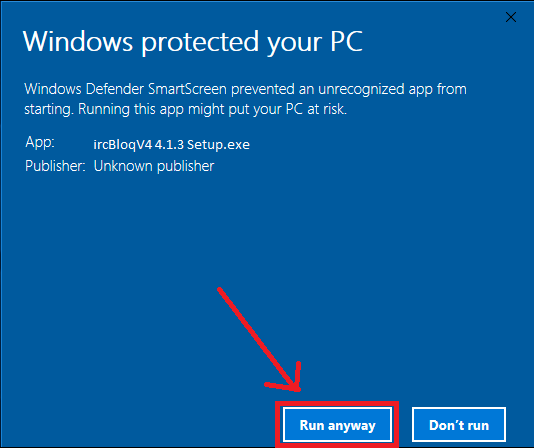 Windows protected your PC
Windows Defender SmartScreen prevented an unrecognized app from
starting. Running this app might put your PC at risk.
App: ircBloqV4 4.1.3 Setup.exe
Publisher: Unknown publisher
Run anyway Don't run